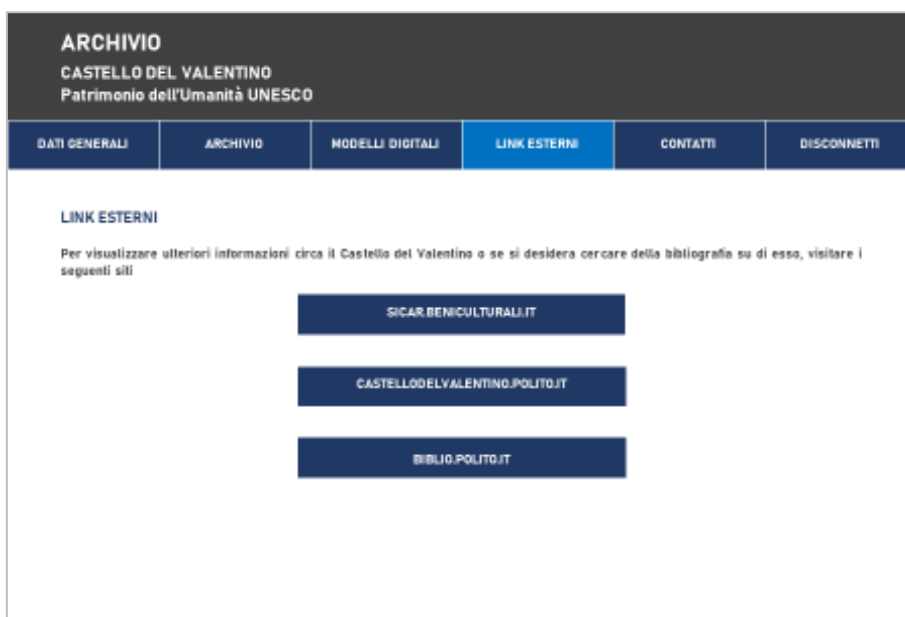 ARCHIVIO
CASTELLO DEL VALENTINO
Patrimonio dell'Umanità UNESCO
DATI GENERALI
ARCHIVIO
MODELLI DIGITALI
LINK ESTERNI
CONTATTI
DISCONNETTI
LINK ESTERNI
Per visualizzare ulteriori informazioni circa il Castello del Valentino o se si desidera cercare della bibliografia su di esso, visitare i
seguenti siti
SICAR.BENICULTURALI.IT
CASTELLODELVALENTINO.POLITO.IT
BIBLIO.POLITO.IT